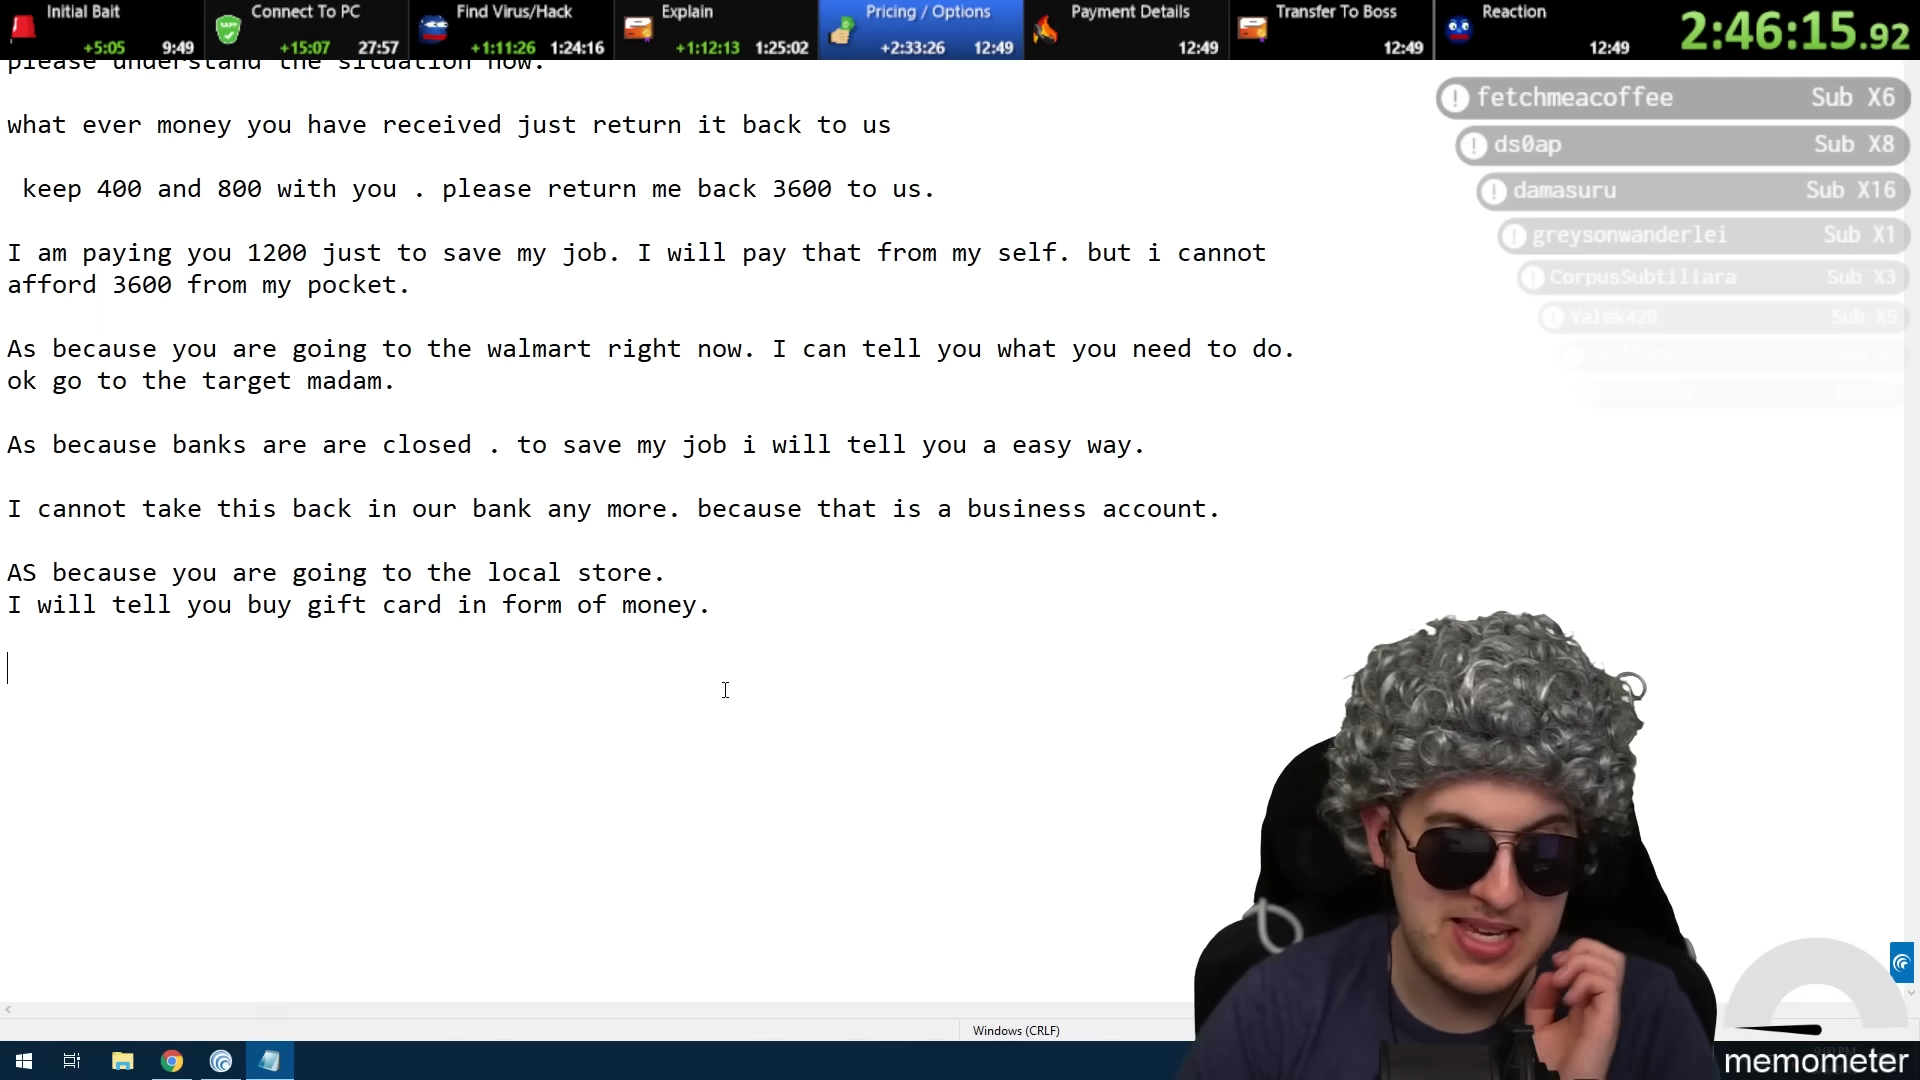 Initial Bait
+5:05 9:49
Connect To PC
+15:07 27:57
Find Virus/Hack
+1:11:26 1:24:16
Explain
+1:12:13 1:25:02
Pricing / Options
+2:33:26 12:49
Payment Details
12:49
Transfer To Boss
12:49
Reaction
12:49
2:46:15.92
please understand the situation now.
what ever money you have received just return it back to us
keep 400 and 800 with you . please return me back 3600 to us.
I am paying you 1200 just to save my job. I will pay that from my self. but i cannot
afford 3600 from my pocket.
As because you are going to the walmart right now. I can tell you what you need to do.
ok go to the target madam.
As because banks are are closed . to save my job i will tell you a easy way.
I cannot take this back in our bank any more. because that is a business account.
AS because you are going to the local store.
I will tell you buy gift card in form of money.
fetchmeacoffee Sub X6
ds0ap Sub X8
damasuru Sub X16
greysonwanderlei Sub X1
CorpusSubtiliara Sub X3
Valek420 Sub X5
Windows (CRLF)
memometer